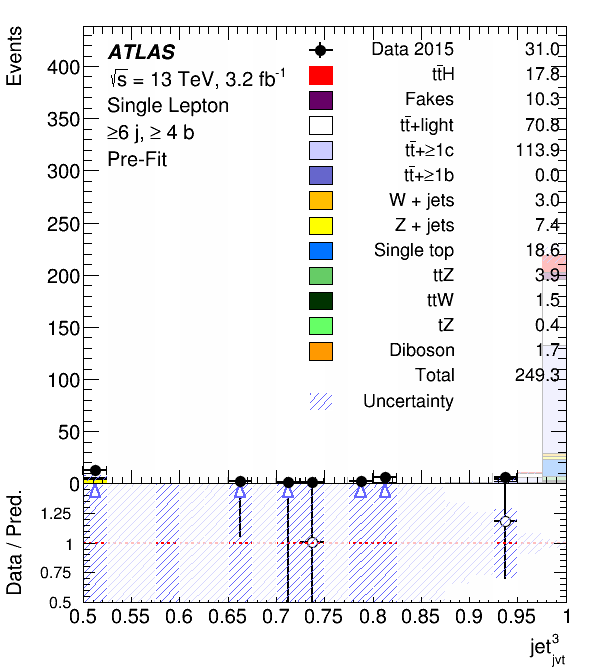 Events
ATLAS
√s = 13 TeV, 3.2 fb⁻¹
Single Lepton
≥6 j, ≥ 4 b
Pre-Fit
Data 2015 31.0
tt̄H 17.8
Fakes 10.3
tt̄+light 70.8
tt̄+≥1c 113.9
tt̄+≥1b 0.0
W + jets 3.0
Z + jets 7.4
Single top 18.6
ttZ 3.9
ttW 1.5
tZ 0.4
Diboson 1.7
Total 249.3
Uncertainty
400
350
300
250
200
150
100
50
0
Data / Pred.
1.25
1
0.75
0.5
0.5 0.55 0.6 0.65 0.7 0.75 0.8 0.85 0.9 0.95 1
jet³jvt